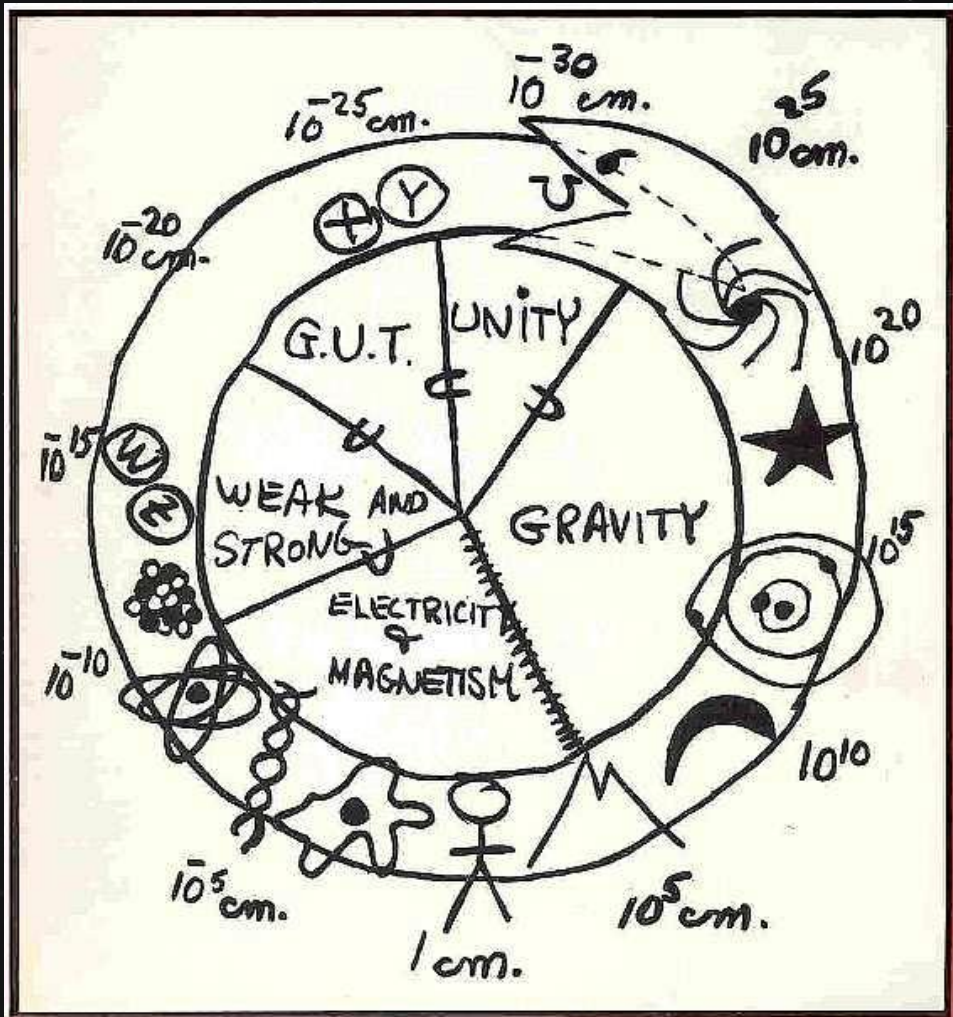 10^-30 cm.
10^-25 cm.
10^25 cm.
10^-20 cm.
X Y
G.U.T.
UNITY
10^20
10^-15
W
Z
WEAK AND
STRONG
GRAVITY
10^15
ELECTRICITY
&
MAGNETISM
10^-10
10^10
10^-5 cm.
10^5 cm.
1 cm.